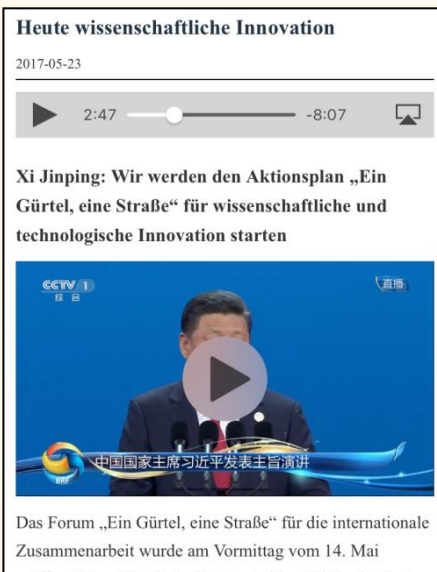 Heute wissenschaftliche Innovation
2017-05-23
2:47
-8:07
Xi Jinping: Wir werden den Aktionsplan „Ein
Gürtel, eine Straße“ für wissenschaftliche und
technologische Innovation starten
CCTV 1
综合
直播
中国国家主席习近平发表主旨演讲
BRF
Das Forum „Ein Gürtel, eine Straße“ für die internationale
Zusammenarbeit wurde am Vormittag vom 14. Mai